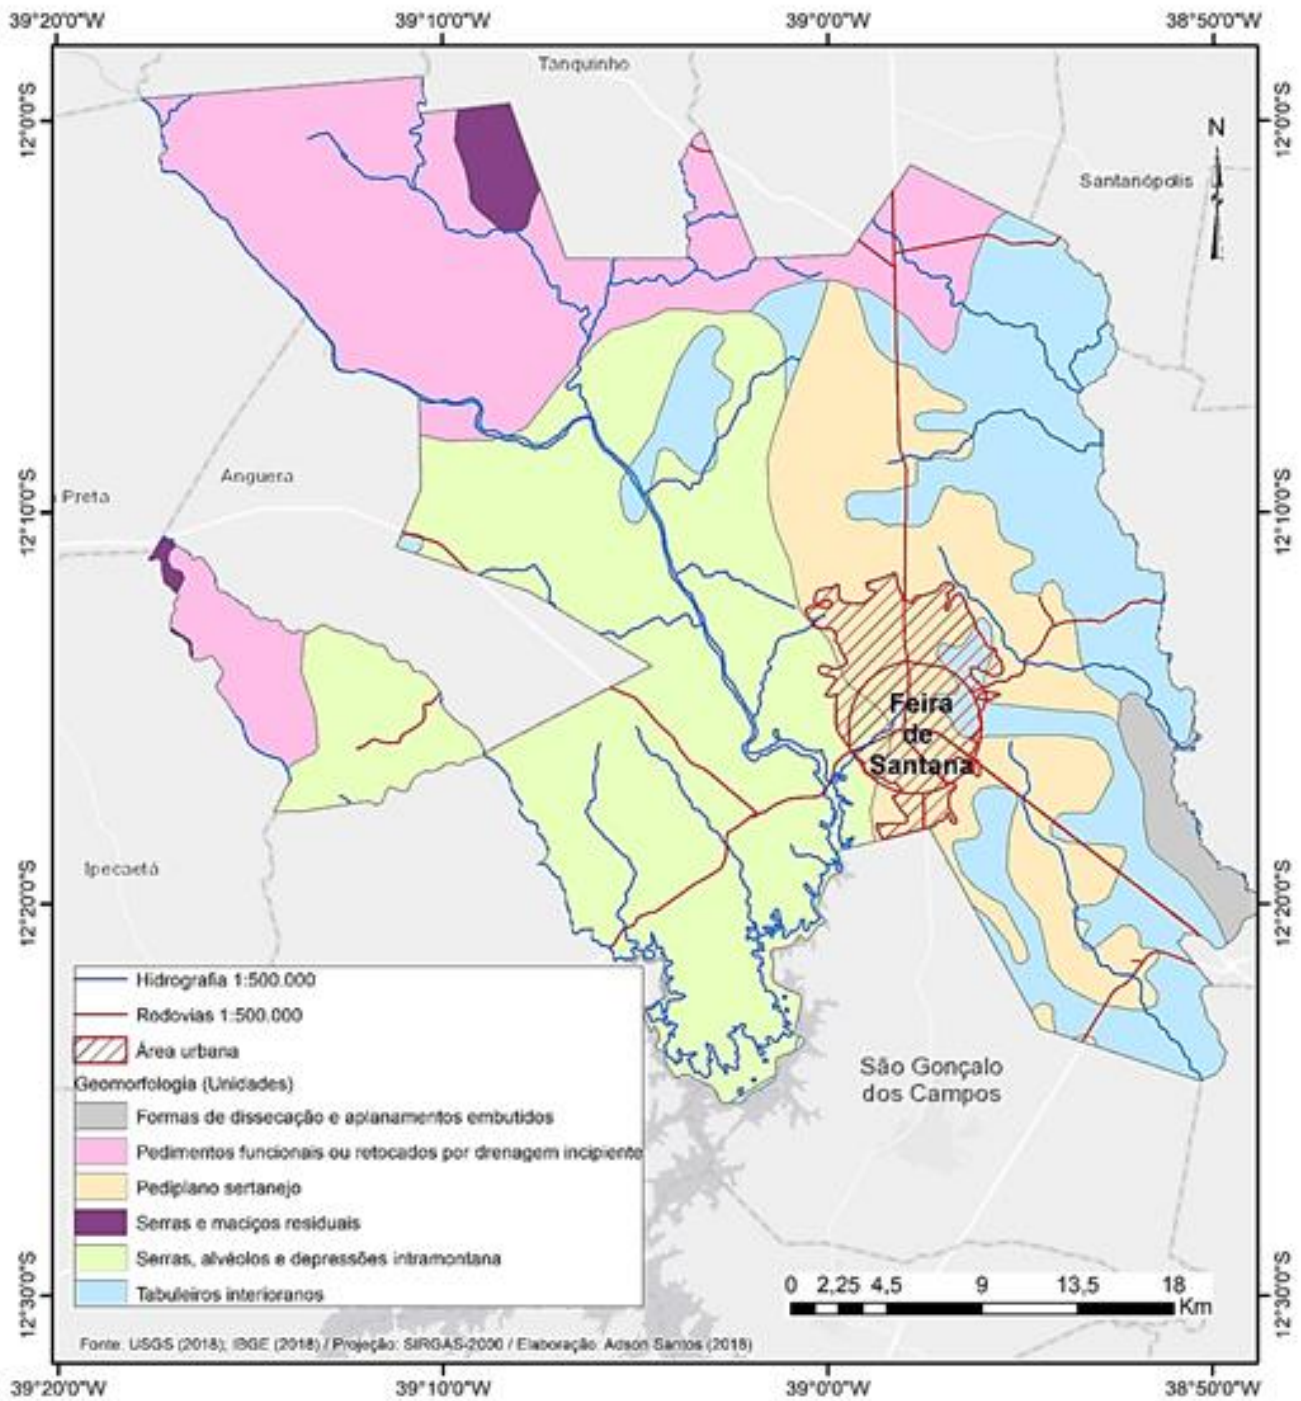 39°20'0"W 39°10'0"W 39°0'0"W 38°50'0"W
Tanquinho
12°0'0"S
12°0'0"S
N
Santanópolis
Anguera
Preta
12°10'0"S
12°10'0"S
Feira
de
Santana
Ipecaetá
12°20'0"S
12°20'0"S
Hidrografia 1:500.000
Rodovias 1:500.000
Área urbana
Geomorfologia (Unidades)
Formas de dissecação e aplanamentos embutidos
Pedimentos funcionais ou retocados por drenagem incipiente
Pediplano sertanejo
Serras e maciços residuais
Serras, alvéolos e depressões intramontana
Tabuleiros interioranos
São Gonçalo
dos Campos
0 2,25 4,5 9 13,5 18
Km
12°30'0"S
12°30'0"S
Fonte: USGS (2018); IBGE (2018) / Projeção: SIRGAS-2000 / Elaboração: Adson Santos (2018)
39°20'0"W 39°10'0"W 39°0'0"W 38°50'0"W